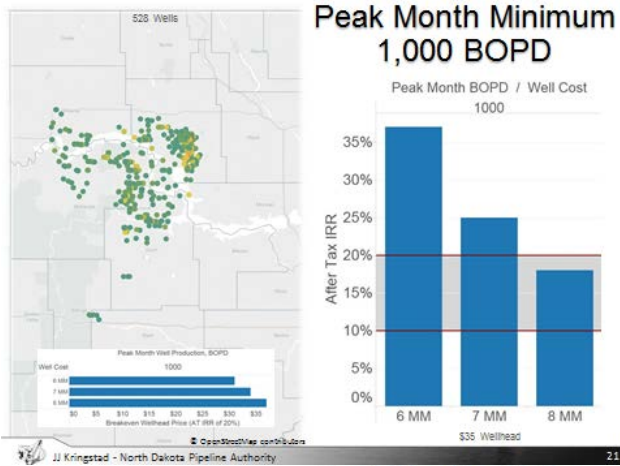 528 Wells
Peak Month Minimum
1,000 BOPD
Peak Month BOPD / Well Cost
1000
35%
30%
25%
20%
15%
10%
5%
0%
After Tax IRR
6 MM
7 MM
8 MM
$35 Wellhead
Peak Month Well Production, BOPD
Well Cost
1000
6 MM
7 MM
8 MM
$0 $5 $10 $15 $20 $25 $30 $35
Breakeven Wellhead Price (AT IRR of 20%)
© OpenStreetMap contributors
JJ Kringstad - North Dakota Pipeline Authority
21